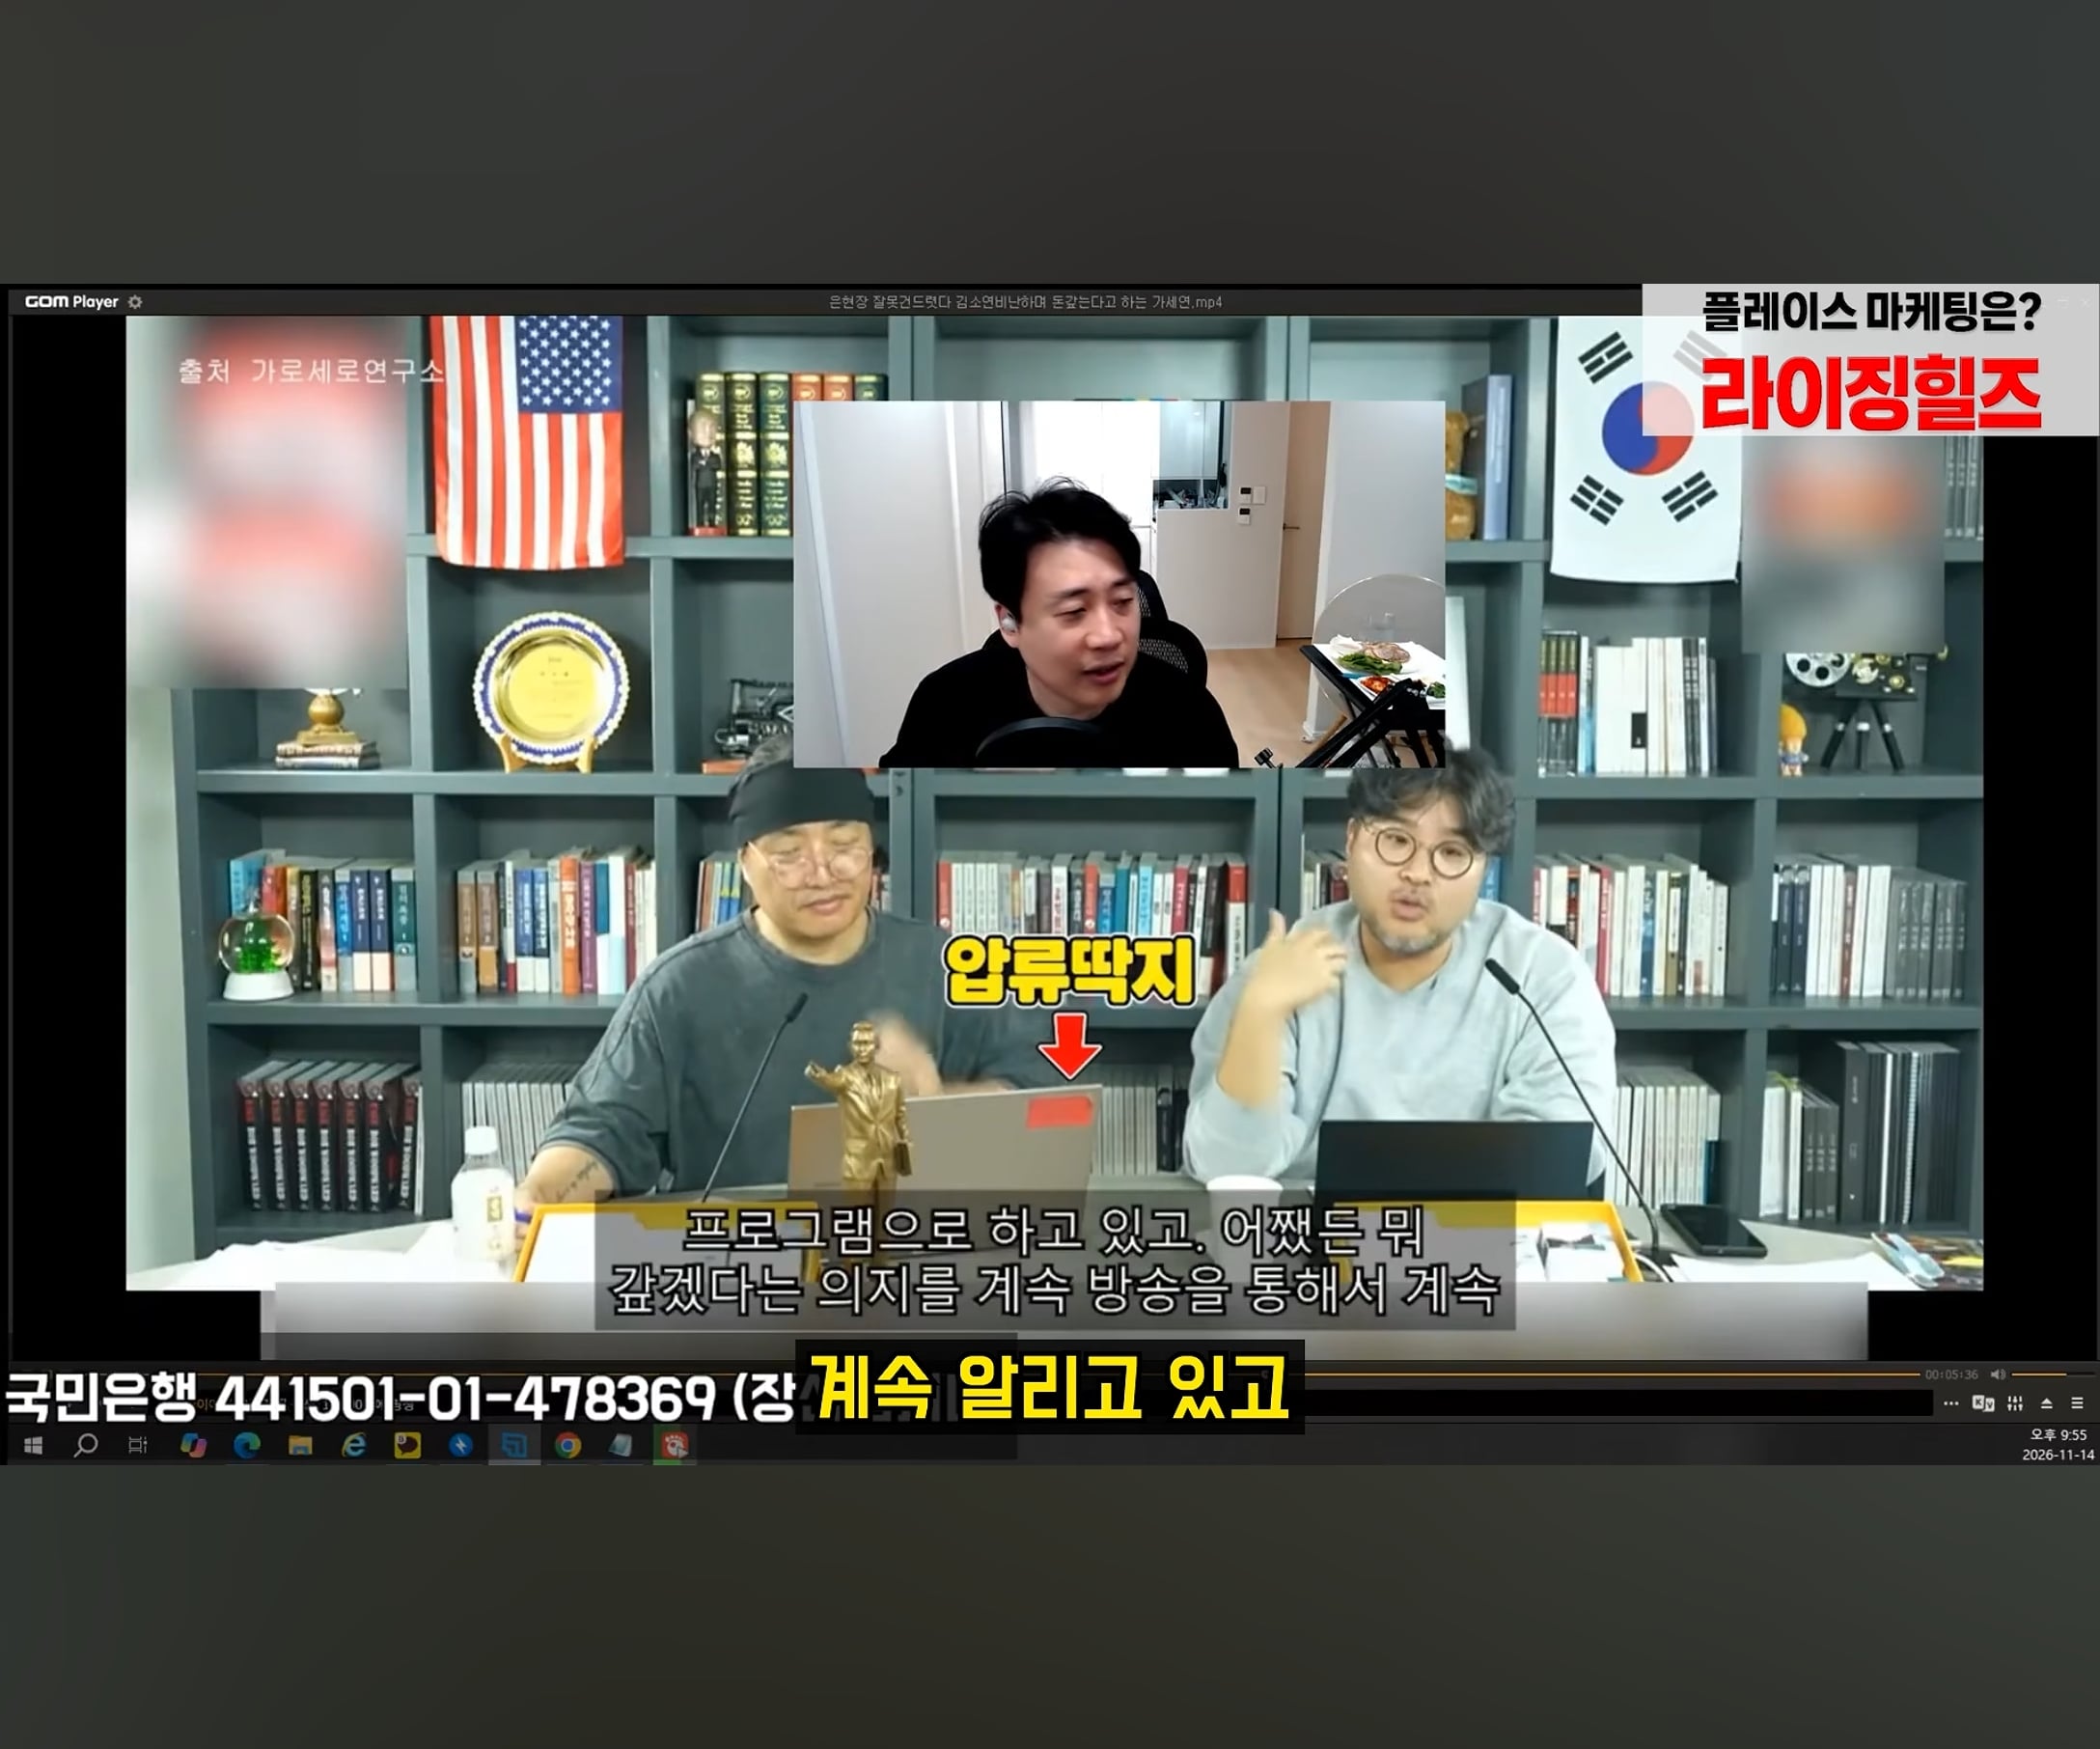 GOM Player
은현장 잘못건드렸다 김소연비난하며 돈갚는다고 하는 가세연.mp4
플레이스 마케팅은?
라이징힐즈
출처 가로세로연구소
압류딱지
프로그램으로 하고 있고. 어쨌든 뭐
갚겠다는 의지를 계속 방송을 통해서 계속
계속 알리고 있고
국민은행 441501-01-478369 (장
00:05:36
오후 9:55
2026-11-14